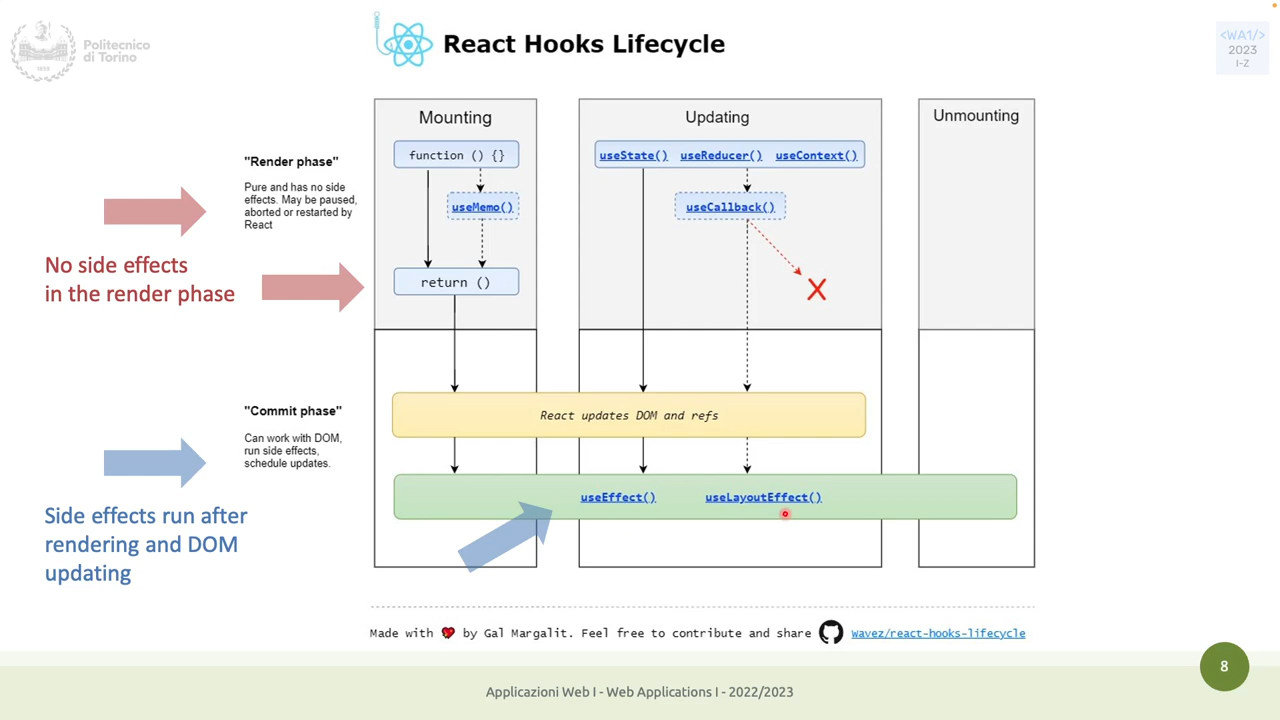 Politecnico
di Torino
1859
React Hooks Lifecycle
<WA1/>
2023
I-Z
Mounting
Updating
Unmounting
"Render phase"
Pure and has no side
effects. May be paused,
aborted or restarted by
React
function () {}
useMemo()
return ()
useState() useReducer() useContext()
useCallback()
X
No side effects
in the render phase
"Commit phase"
Can work with DOM,
run side effects,
schedule updates.
React updates DOM and refs
useEffect() useLayoutEffect()
Side effects run after
rendering and DOM
updating
Made with ❤ by Gal Margalit. Feel free to contribute and share Wavez/react-hooks-lifecycle
8
Applicazioni Web I - Web Applications I - 2022/2023